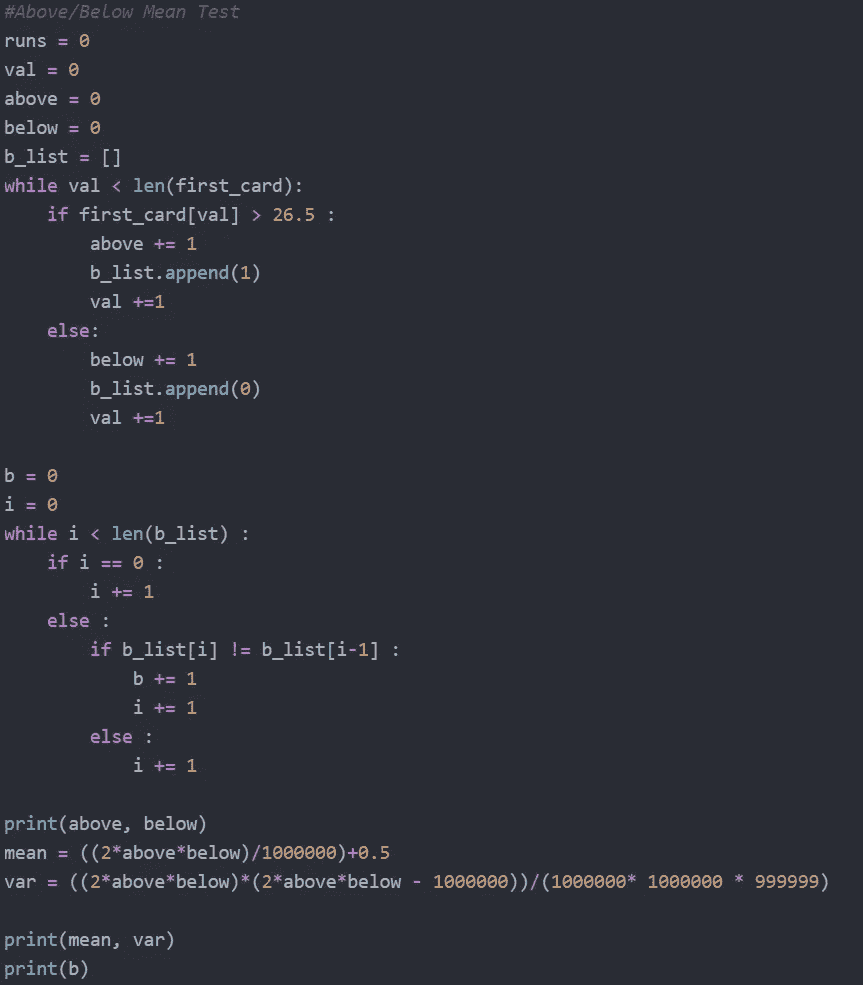 #Above/Below Mean Test
runs = 0
val = 0
above = 0
below = 0
b_list = []
while val < len(first_card):
    if first_card[val] > 26.5 :
        above += 1
        b_list.append(1)
        val +=1
    else:
        below += 1
        b_list.append(0)
        val +=1

b = 0
i = 0
while i < len(b_list) :
    if i == 0 :
        i += 1
    else :
        if b_list[i] != b_list[i-1] :
            b += 1
            i += 1
        else :
            i += 1

print(above, below)
mean = ((2*above*below)/1000000)+0.5
var = ((2*above*below)*(2*above*below - 1000000))/(1000000* 1000000 * 999999)

print(mean, var)
print(b)